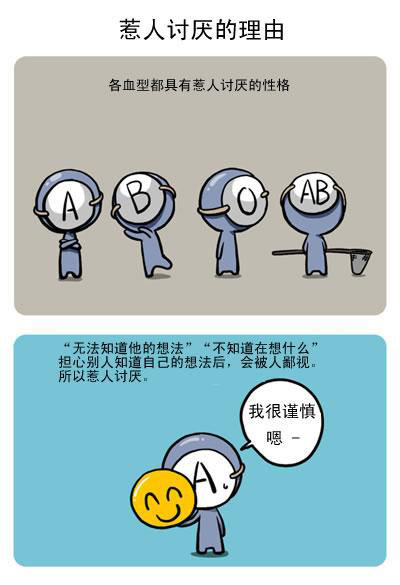 惹人讨厌的理由
各血型都具有惹人讨厌的性格
A B O AB
“无法知道他的想法”“不知道在想什么”
担心别人知道自己的想法后，会被人鄙视。
所以惹人讨厌。
我很谨慎
嗯 -
A